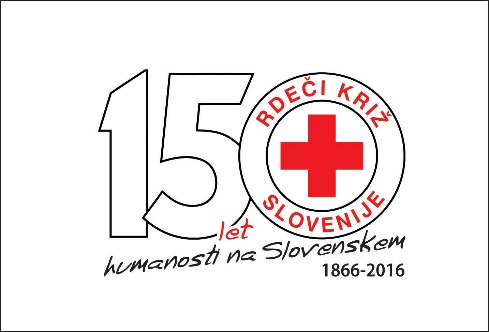 150
RDEČI KRIŽ
SLOVENIJE
let
humanosti na Slovenskem
1866-2016